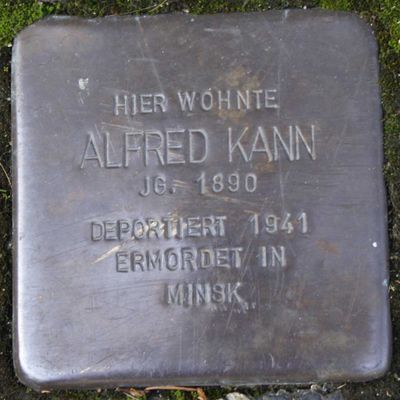 HIER WOHNTE
ALFRED KANN
JG. 1890
DEPORTIERT 1941
ERMORDET IN
MINSK